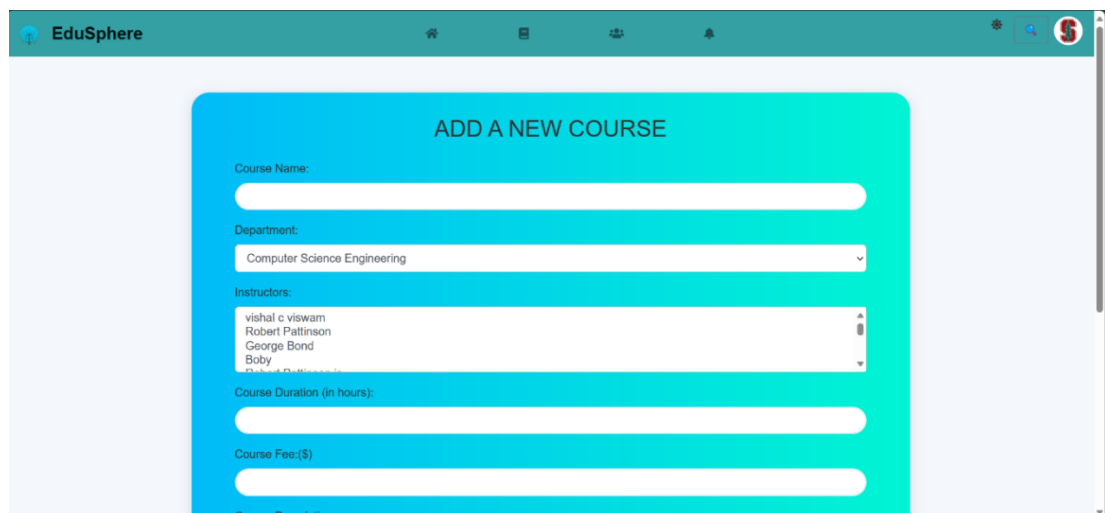 EduSphere
ADD A NEW COURSE
Course Name:
Department:
Computer Science Engineering
Instructors:
vishal c viswam
Robert Pattinson
George Bond
Boby
Course Duration (in hours):
Course Fee:($)